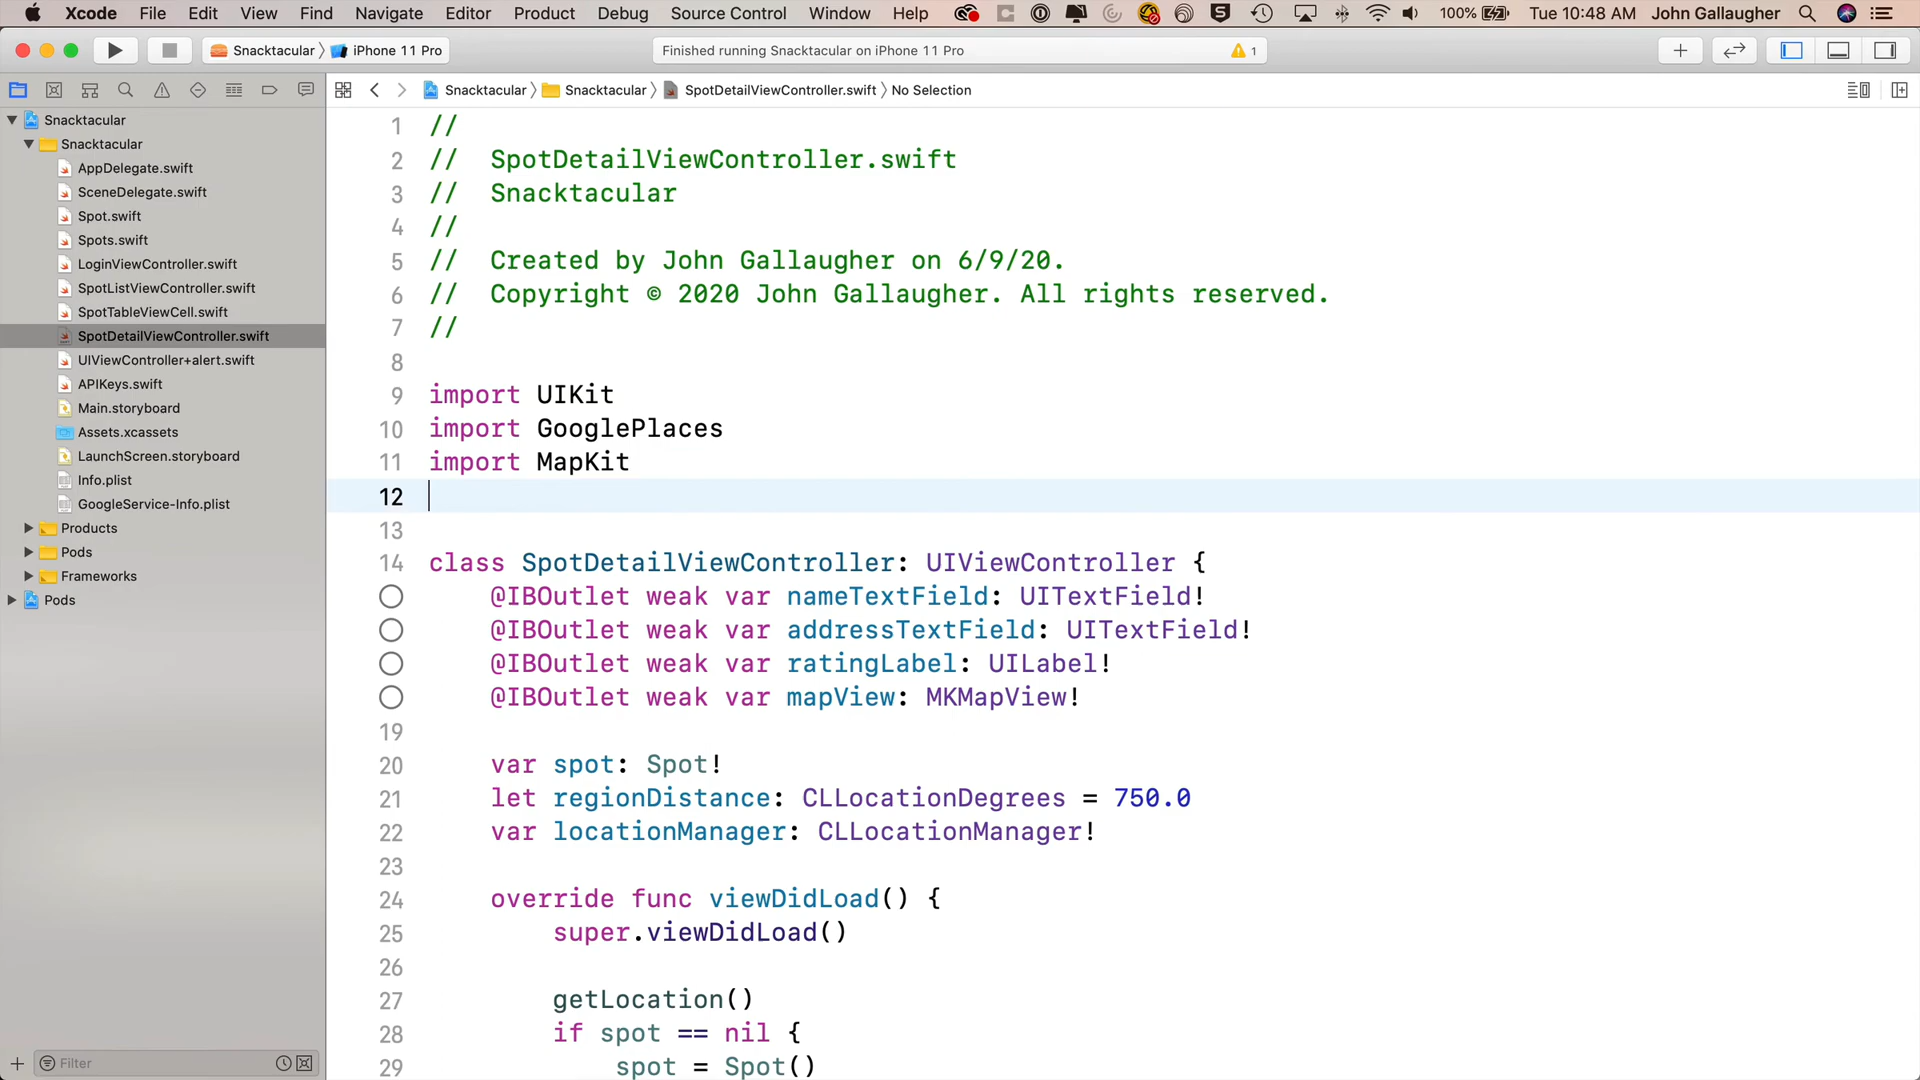 Xcode File Edit View Find Navigate Editor Product Debug Source Control Window Help 100% Tue 10:48 AM John Gallaugher
Snacktacular iPhone 11 Pro
Finished running Snacktacular on iPhone 11 Pro
1
Snacktacular Snacktacular SpotDetailViewController.swift No Selection
Snacktacular
Snacktacular
AppDelegate.swift
SceneDelegate.swift
Spot.swift
Spots.swift
LoginViewController.swift
SpotListViewController.swift
SpotTableViewCell.swift
SpotDetailViewController.swift
UIViewController+alert.swift
APIKeys.swift
Main.storyboard
Assets.xcassets
LaunchScreen.storyboard
Info.plist
GoogleService-Info.plist
Products
Pods
Frameworks
Pods
Filter
1 //
2 // SpotDetailViewController.swift
3 // Snacktacular
4 //
5 // Created by John Gallaugher on 6/9/20.
6 // Copyright © 2020 John Gallaugher. All rights reserved.
7 //
8
9 import UIKit
10 import GooglePlaces
11 import MapKit
12
13
14 class SpotDetailViewController: UIViewController {
@IBOutlet weak var nameTextField: UITextField!
@IBOutlet weak var addressTextField: UITextField!
@IBOutlet weak var ratingLabel: UILabel!
@IBOutlet weak var mapView: MKMapView!
19
20 var spot: Spot!
21 let regionDistance: CLLocationDegrees = 750.0
22 var locationManager: CLLocationManager!
23
24 override func viewDidLoad() {
25 super.viewDidLoad()
26
27 getLocation()
28 if spot == nil {
29 spot = Spot()